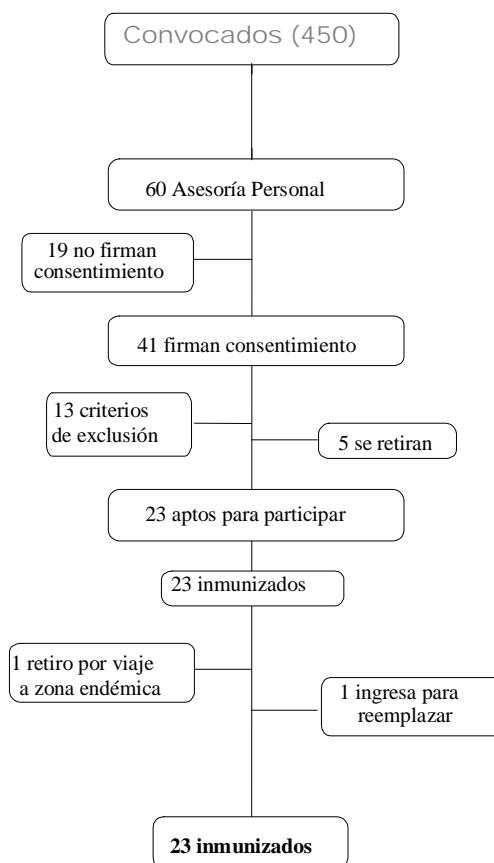 Convocados (450)
60 Asesoría Personal
19 no firman
consentimiento
41 firman consentimiento
13 criterios
de exclusión
5 se retiran
23 aptos para participar
23 inmunizados
1 retiro por viaje
a zona endémica
1 ingresa para
reemplazar
23 inmunizados